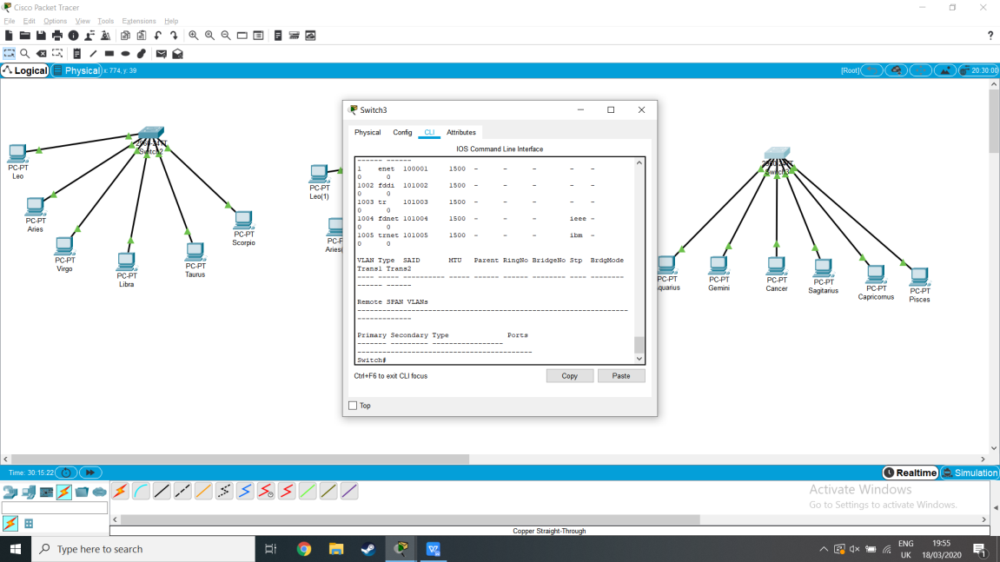 Cisco Packet Tracer
File Edit Options View Tools Extensions Help
?
Logical Physical x: 774, y: 39
[Root] 20:30:00
2960-24TT
Switch2
PC-PT
Leo
PC-PT
Aries
PC-PT
Virgo
PC-PT
Libra
PC-PT
Taurus
PC-PT
Scorpio
PC-PT
Leo(1)
PC-P
Aries(
Switch3
Physical Config CLI Attributes
IOS Command Line Interface
------ ------
1 enet 100001 1500 - - - - -
0 0
1002 fddi 101002 1500 - - - - -
0 0
1003 tr 101003 1500 - - - - -
0 0
1004 fdnet 101004 1500 - - - ieee -
0 0
1005 trnet 101005 1500 - - - ibm -
0 0
VLAN Type SAID MTU Parent RingNo BridgeNo Stp BrdgMode
Trans1 Trans2
---- ----- ---------- ----- ------ ------ -------- ---- --------
------ ------
Remote SPAN VLANs
------------------------------------------------------------------------------
Primary Secondary Type Ports
------- --------- ----------------- ------------------------------------------
Switch#
Ctrl+F6 to exit CLI focus
Copy Paste
Top
2960-24TT
Switch3
PC-PT
quarius
PC-PT
Gemini
PC-PT
Cancer
PC-PT
Sagitarius
PC-PT
Capricornus
PC-PT
Pisces
Time: 30:15:22
Realtime Simulation
Activate Windows
Go to Settings to activate Windows.
Copper Straight-Through
Type here to search
ENG
UK
19:55
18/03/2020
1